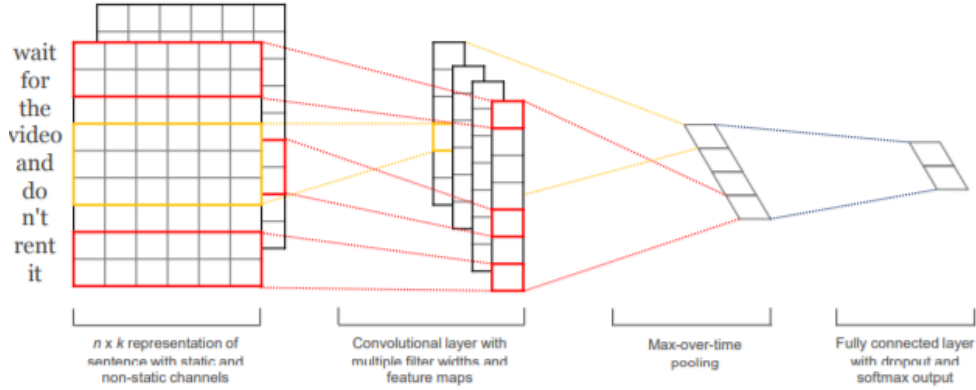 wait
for
the
video
and
do
n't
rent
it
n x k representation of
sentence with static and
non-static channels
Convolutional layer with
multiple filter widths and
feature maps
Max-over-time
pooling
Fully connected layer
with dropout and
softmax output